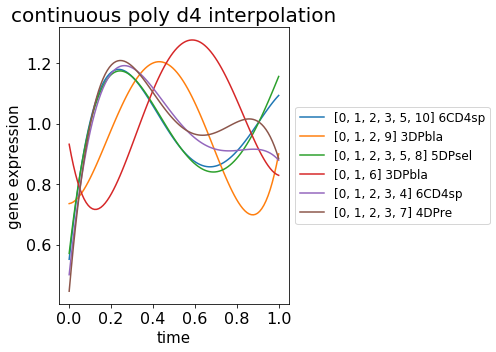 continuous poly d4 interpolation
gene expression
1.2
1.0
0.8
0.6
0.0 0.2 0.4 0.6 0.8 1.0
time
[0, 1, 2, 3, 5, 10] 6CD4sp
[0, 1, 2, 9] 3DPbla
[0, 1, 2, 3, 5, 8] 5DPsel
[0, 1, 6] 3DPbla
[0, 1, 2, 3, 4] 6CD4sp
[0, 1, 2, 3, 7] 4DPre